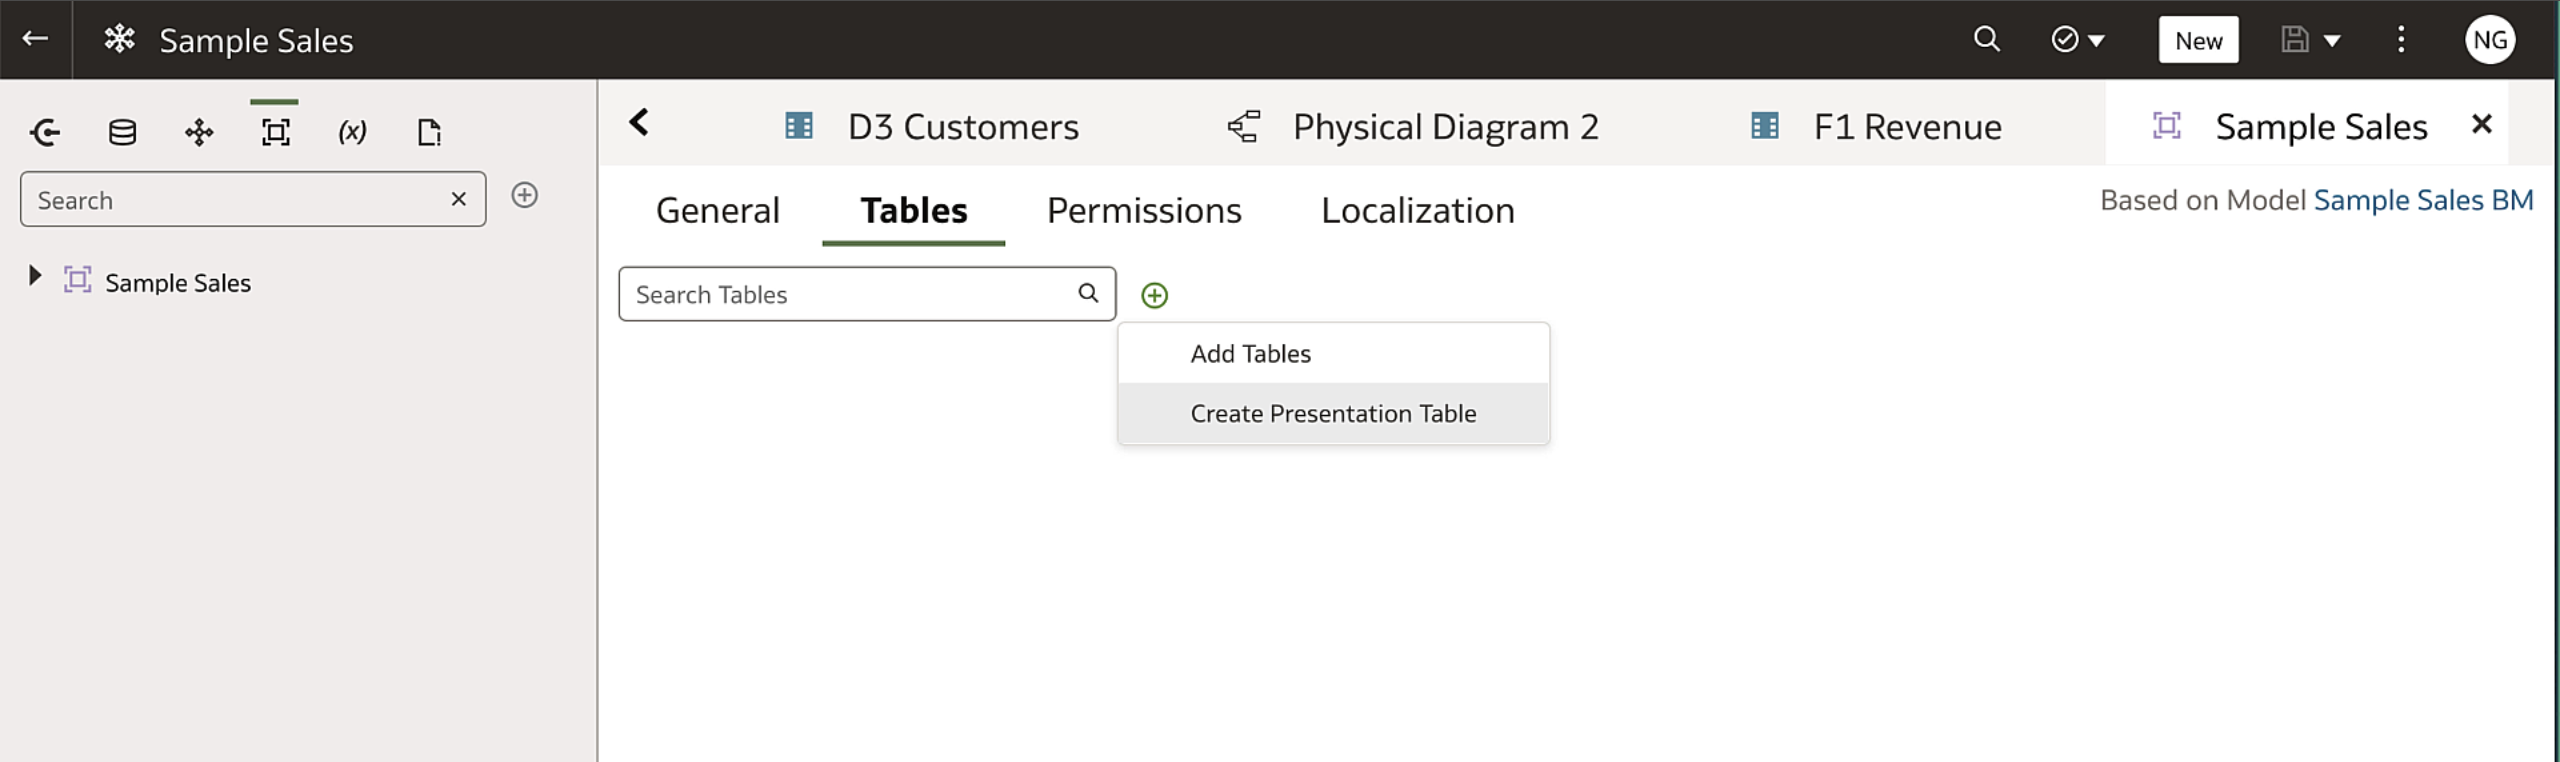 Sample Sales
New
NG
(x)
Search
Sample Sales
D3 Customers
Physical Diagram 2
F1 Revenue
Sample Sales
General
Tables
Permissions
Localization
Based on Model Sample Sales BM
Search Tables
Add Tables
Create Presentation Table